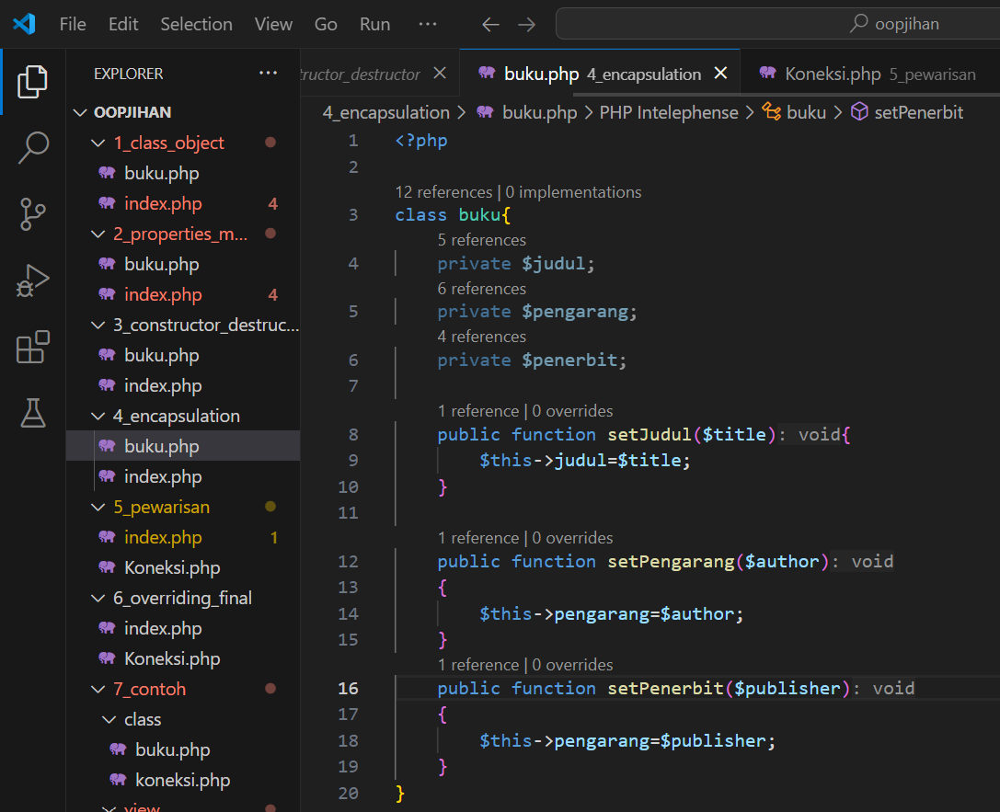 File Edit Selection View Go Run ··· ← → oopjihan
EXPLORER ···
tructor_destructor × buku.php 4_encapsulation × Koneksi.php 5_pewarisan
4_encapsulation > buku.php > PHP Intelephense > buku > setPenerbit
OOPJIHAN
1_class_object
buku.php
index.php 4
2_properties_m...
buku.php
index.php 4
3_constructor_destruc...
buku.php
index.php
4_encapsulation
buku.php
index.php
5_pewarisan
index.php 1
Koneksi.php
6_overriding_final
index.php
Koneksi.php
7_contoh
class
buku.php
koneksi.php
view
1 <?php
2
12 references | 0 implementations
3 class buku{
5 references
4 private $judul;
6 references
5 private $pengarang;
4 references
6 private $penerbit;
7
1 reference | 0 overrides
8 public function setJudul($title): void{
9 $this->judul=$title;
10 }
11
1 reference | 0 overrides
12 public function setPengarang($author): void
13 {
14 $this->pengarang=$author;
15 }
1 reference | 0 overrides
16 public function setPenerbit($publisher): void
17 {
18 $this->pengarang=$publisher;
19 }
20 }